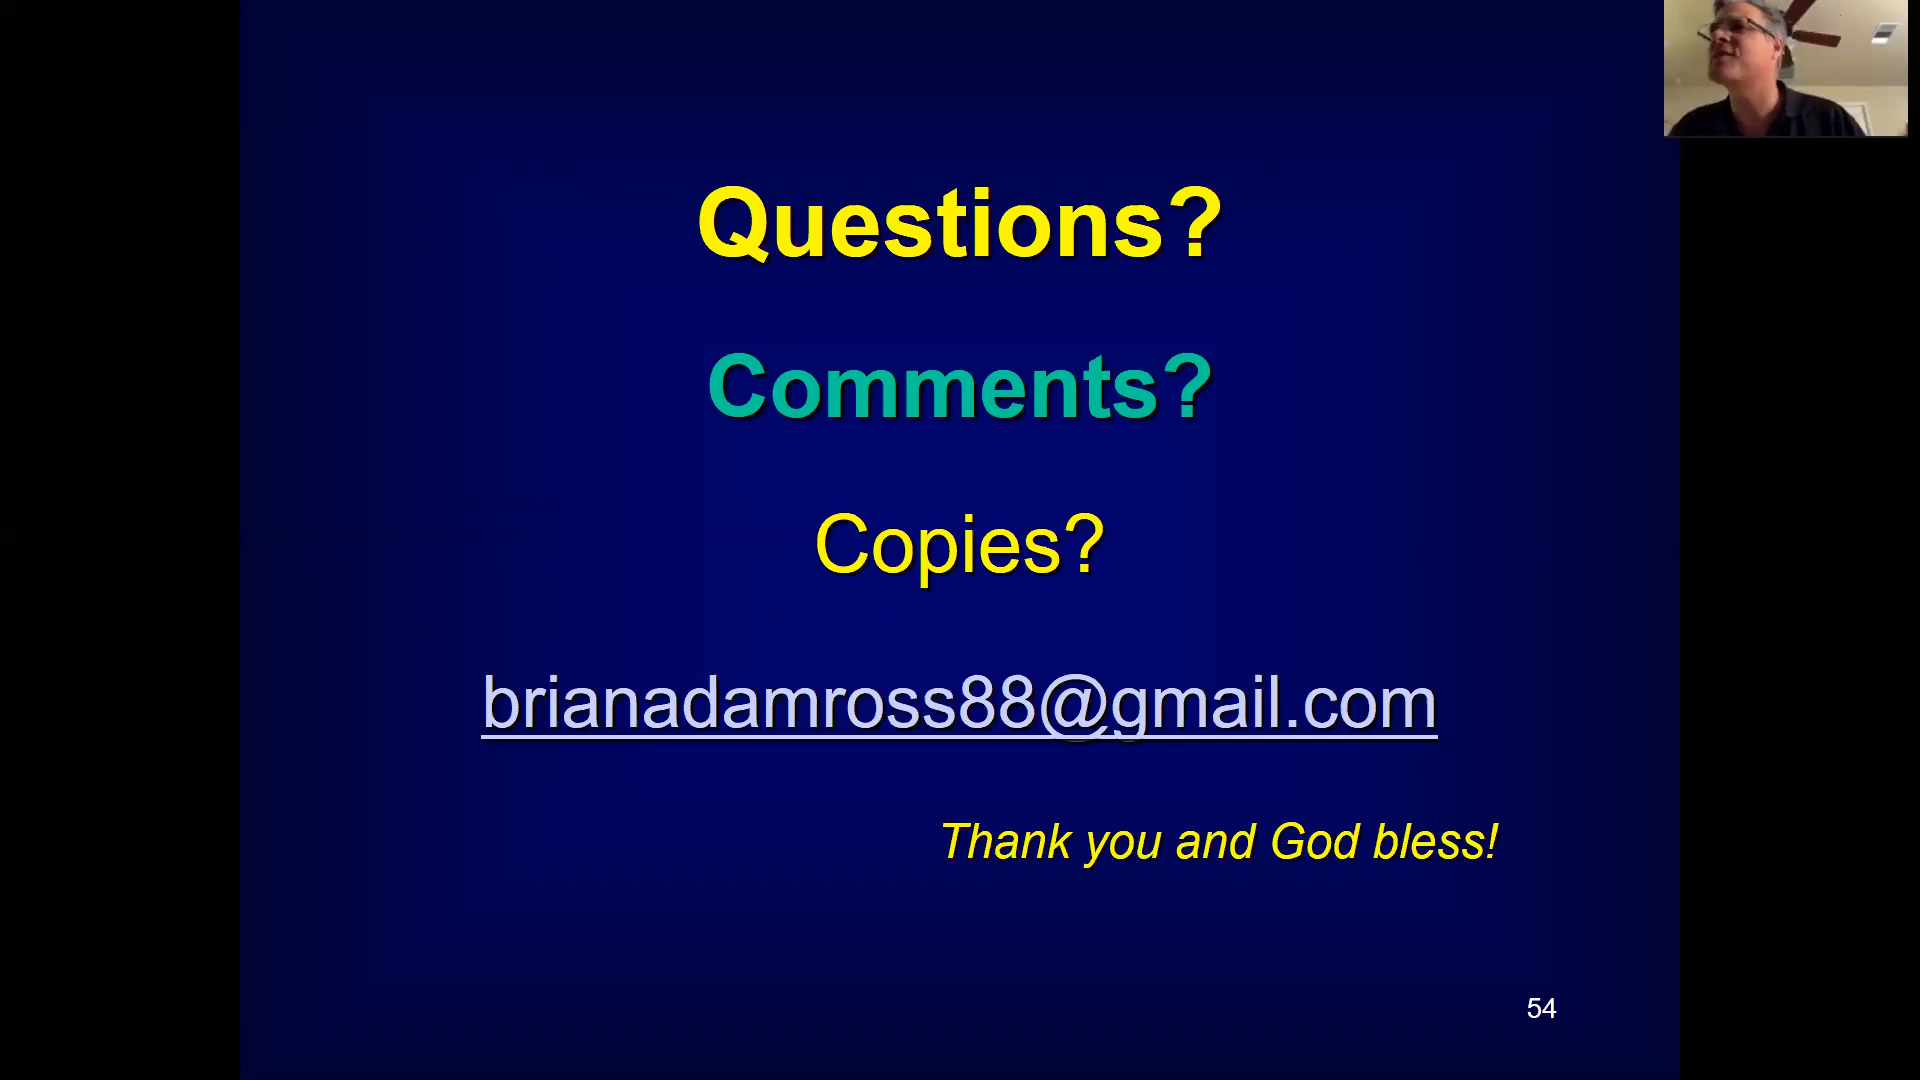 Questions?
Comments?
Copies?
brianadamross88@gmail.com
Thank you and God bless!
54